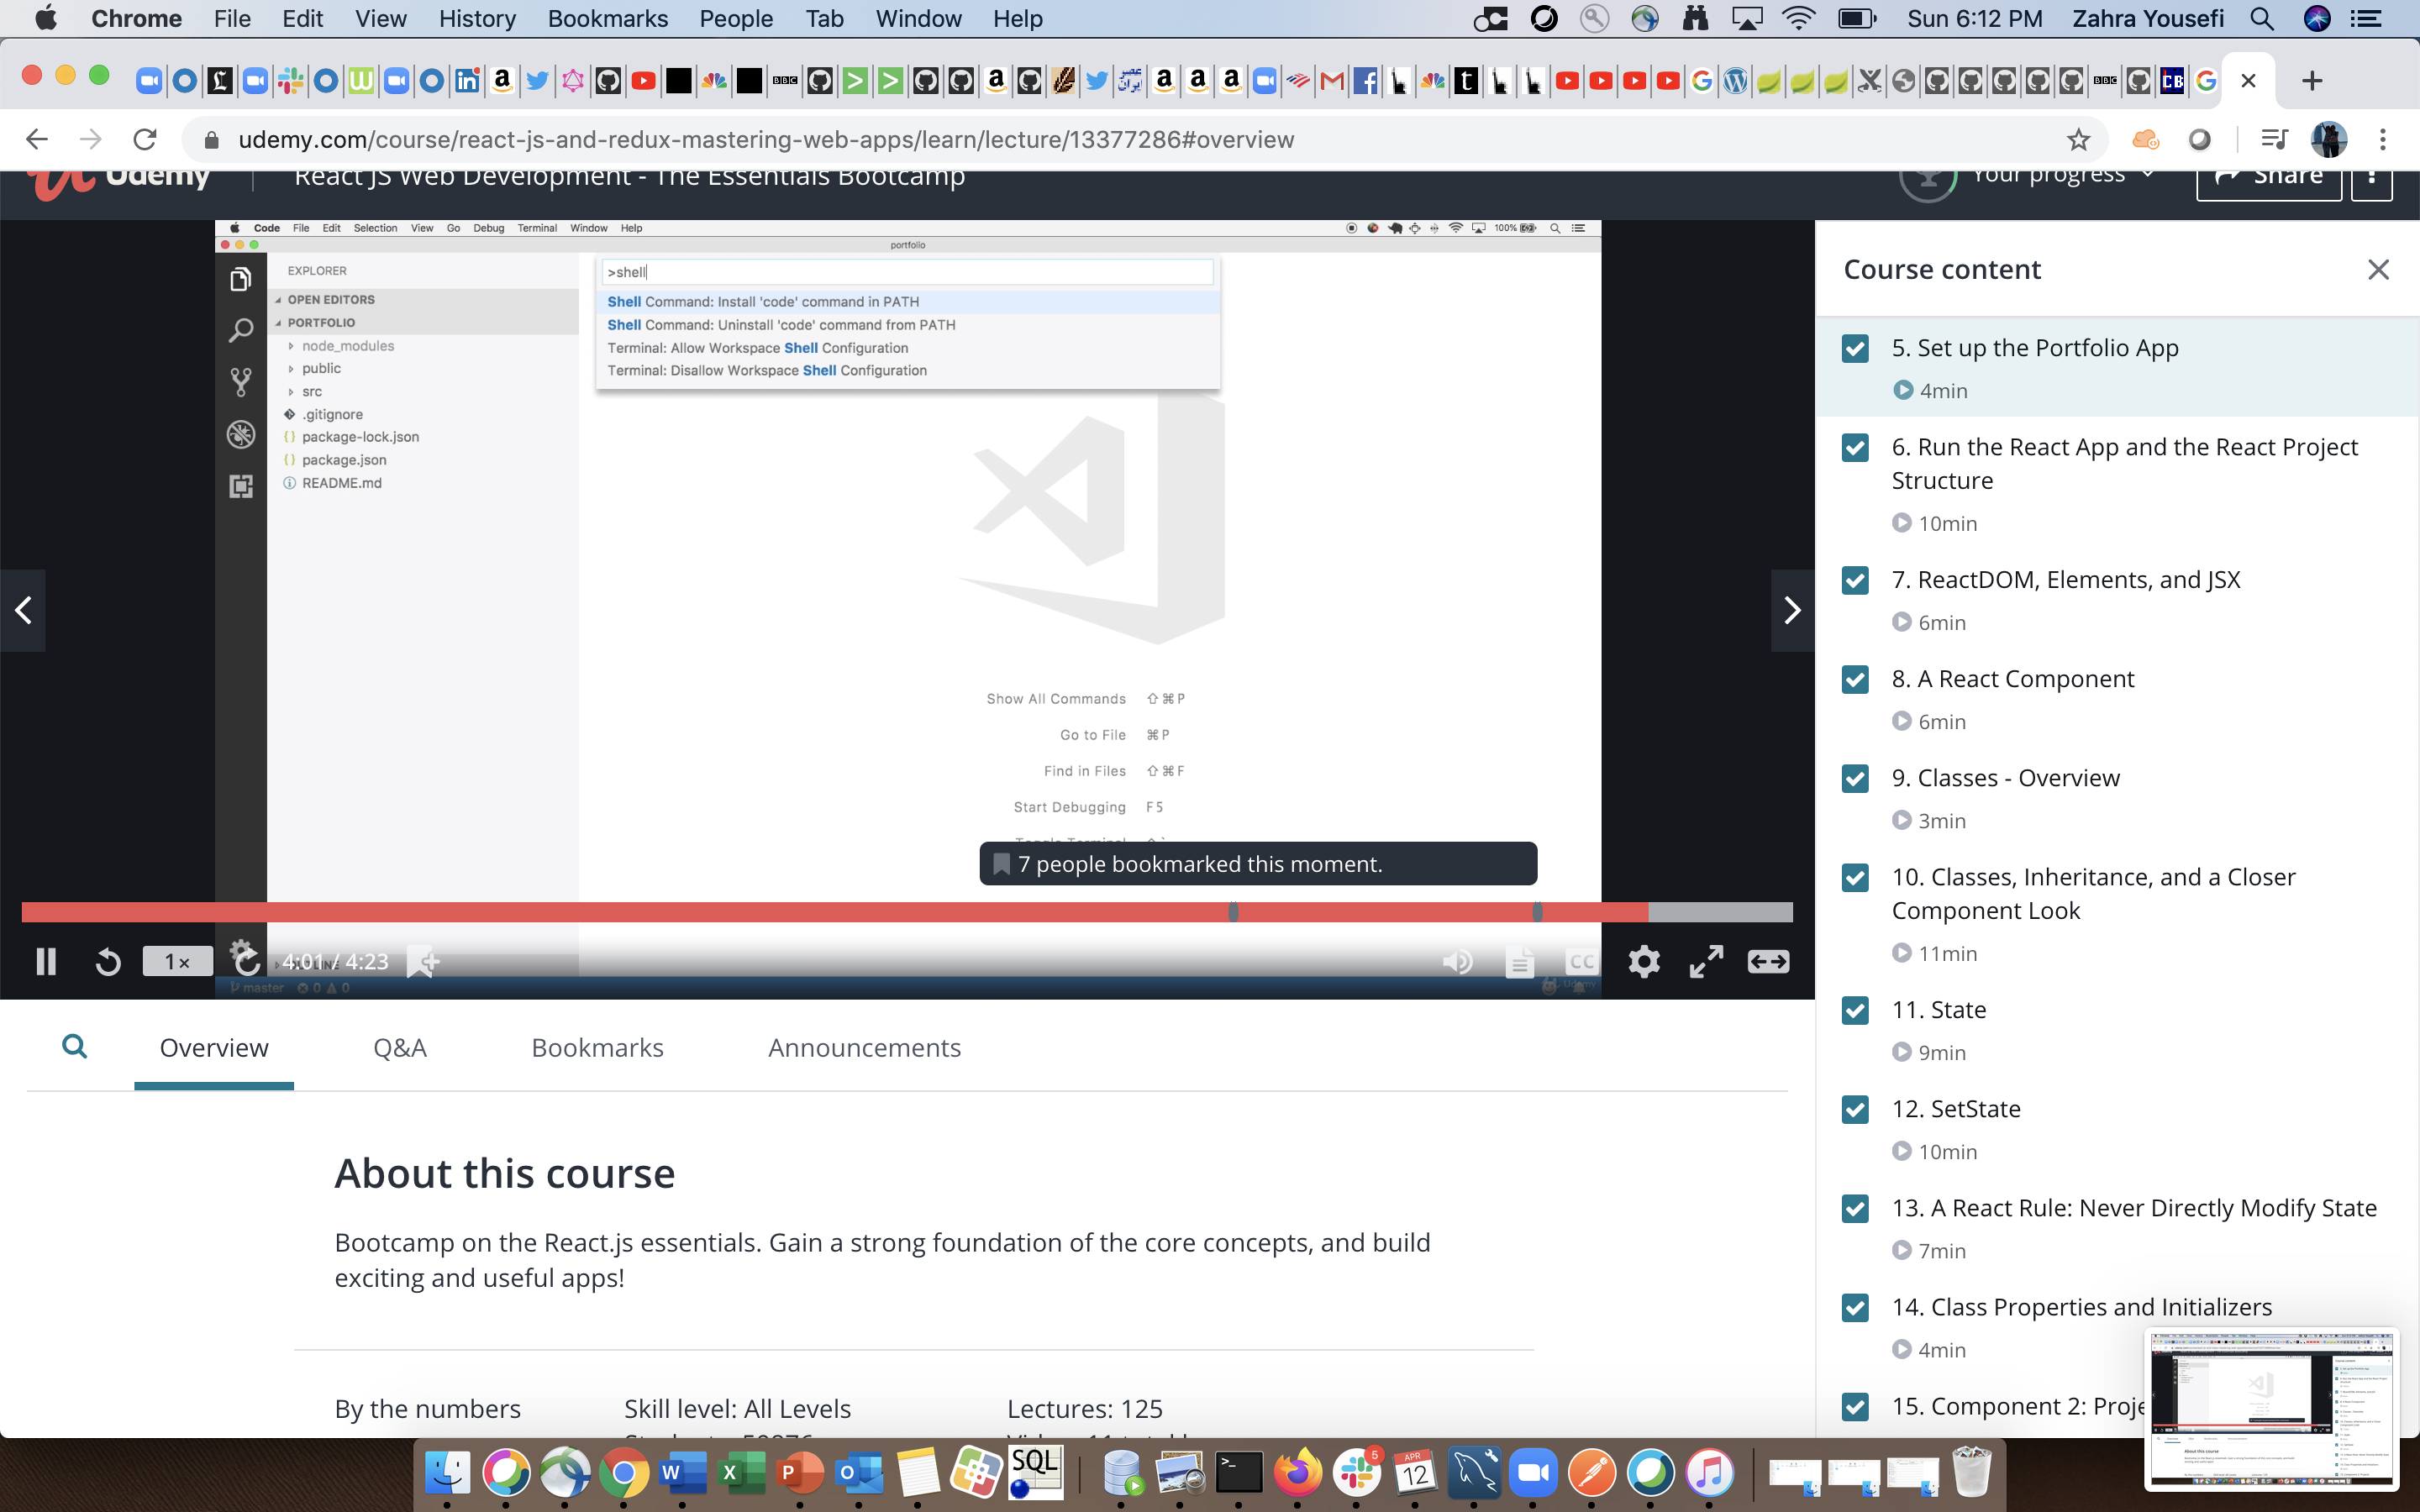 Chrome File Edit View History Bookmarks People Tab Window Help Sun 6:12 PM Zahra Yousefi
udemy.com/course/react-js-and-redux-mastering-web-apps/learn/lecture/13377286#overview
Udemy React JS Web Development - The Essentials Bootcamp Your progress Share
Code File Edit Selection View Go Debug Terminal Window Help 100%
portfolio
EXPLORER
OPEN EDITORS
PORTFOLIO
node_modules
public
src
.gitignore
{} package-lock.json
{} package.json
README.md
>shell
Shell Command: Install 'code' command in PATH
Shell Command: Uninstall 'code' command from PATH
Terminal: Allow Workspace Shell Configuration
Terminal: Disallow Workspace Shell Configuration
Show All Commands ⇧⌘P
Go to File ⌘P
Find in Files ⇧⌘F
Start Debugging F5
7 people bookmarked this moment.
1x 4:01 / 4:23 CC
master 0 0
Overview Q&A Bookmarks Announcements
About this course
Bootcamp on the React.js essentials. Gain a strong foundation of the core concepts, and build
exciting and useful apps!
By the numbers Skill level: All Levels Lectures: 125
Course content
5. Set up the Portfolio App
4min
6. Run the React App and the React Project
Structure
10min
7. ReactDOM, Elements, and JSX
6min
8. A React Component
6min
9. Classes - Overview
3min
10. Classes, Inheritance, and a Closer
Component Look
11min
11. State
9min
12. SetState
10min
13. A React Rule: Never Directly Modify State
7min
14. Class Properties and Initializers
4min
15. Component 2:
SQL
5
APR
12